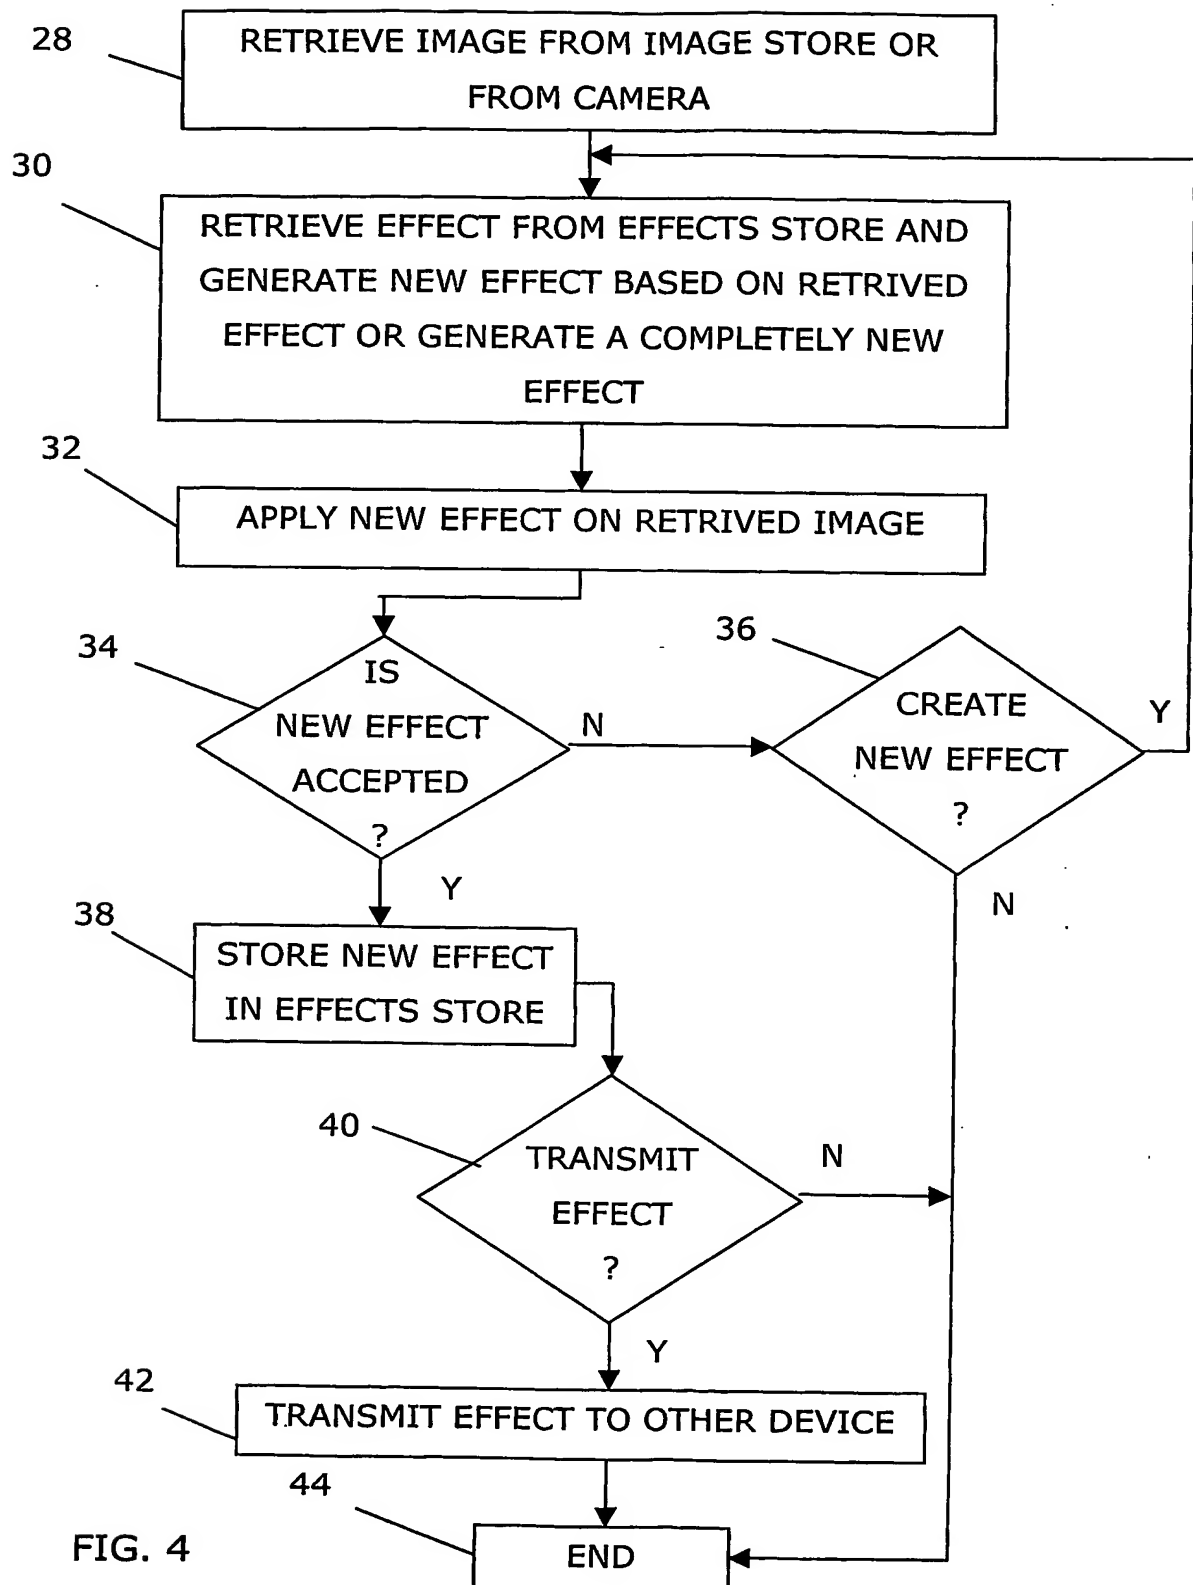 28
RETRIEVE IMAGE FROM IMAGE STORE OR
FROM CAMERA
30
RETRIEVE EFFECT FROM EFFECTS STORE AND
GENERATE NEW EFFECT BASED ON RETRIVED
EFFECT OR GENERATE A COMPLETELY NEW
EFFECT
32
APPLY NEW EFFECT ON RETRIVED IMAGE
34
IS
NEW EFFECT
ACCEPTED
?
N
Y
36
CREATE
NEW EFFECT
?
Y
N
38
STORE NEW EFFECT
IN EFFECTS STORE
40
TRANSMIT
EFFECT
?
N
Y
42
TRANSMIT EFFECT TO OTHER DEVICE
44
END
FIG. 4